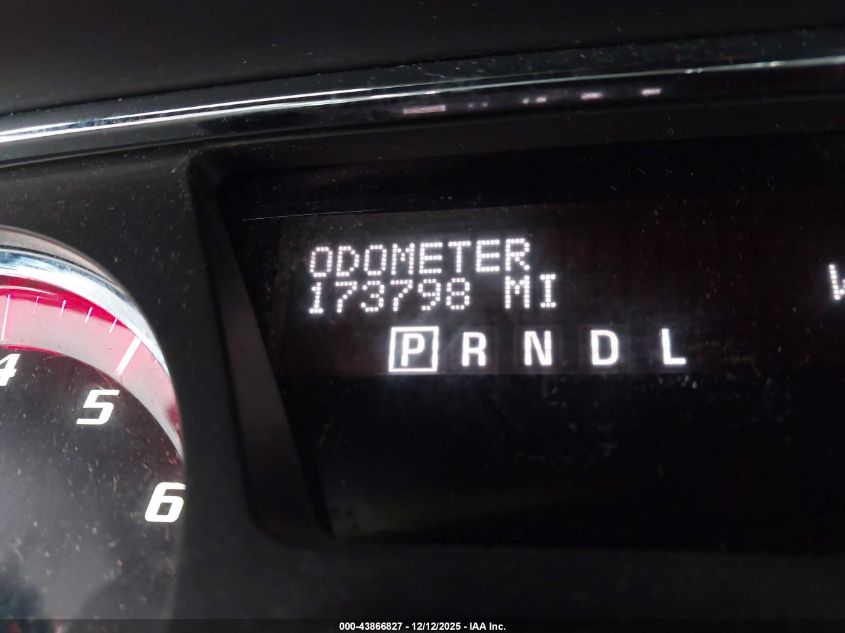 ODOMETER
173798 MI
P R N D L
4
5
6
000-43866827 - 12/12/2025 - IAA Inc.